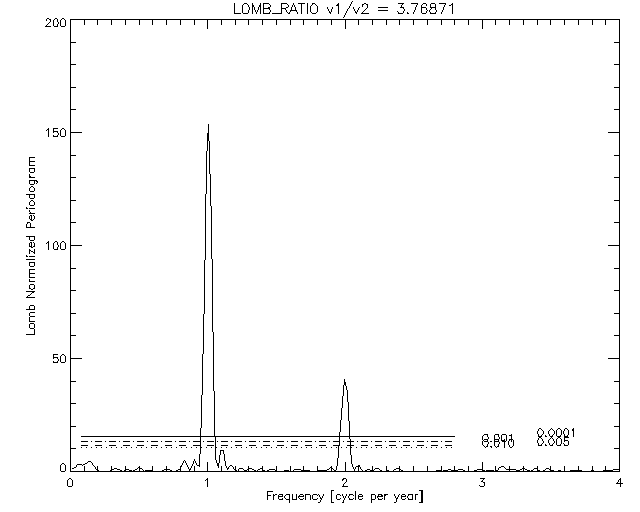 LOMB_RATIO v1/v2 = 3.76871
200
150
100
50
0
Lomb Normalized Periodogram
0.001 0.0001
0.010 0.005
0 1 2 3 4
Frequency [cycle per year]